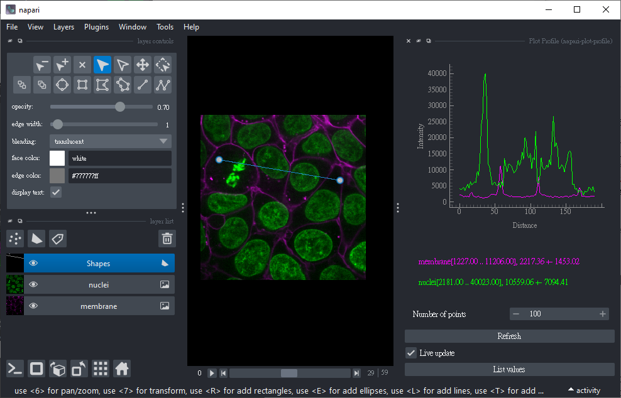 napari
File View Layers Plugins Window Tools Help
layer controls
Plot Profile (napari-plot-profile)
opacity: 0.70
edge width: 1
blending: translucent
face color: white
edge color: #777777ff
display text:
layer list
Shapes
nuclei
membrane
Intensity
40000
35000
30000
25000
20000
15000
10000
5000
0
0 50 100 150
Distance
membrane[1227.00 .. 11206.00], 2217.36 +- 1453.02
nuclei[2181.00 .. 40023.00], 10559.06 +- 7094.41
Number of points 100
Refresh
Live update
List values
0 29 59
use <6> for pan/zoom, use <7> for transform, use <R> for add rectangles, use <E> for add ellipses, use <L> for add lines, use <T> for add ...
activity